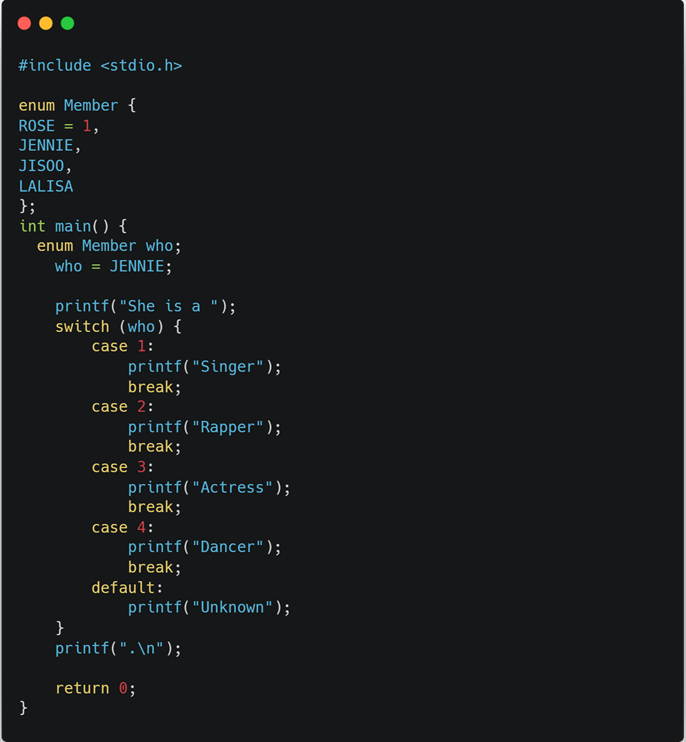 #include <stdio.h>

enum Member {
ROSE = 1,
JENNIE,
JISOO,
LALISA
};
int main() {
  enum Member who;
    who = JENNIE;

    printf("She is a ");
    switch (who) {
        case 1:
            printf("Singer");
            break;
        case 2:
            printf("Rapper");
            break;
        case 3:
            printf("Actress");
            break;
        case 4:
            printf("Dancer");
            break;
        default:
            printf("Unknown");
    }
    printf(".\n");

    return 0;
}